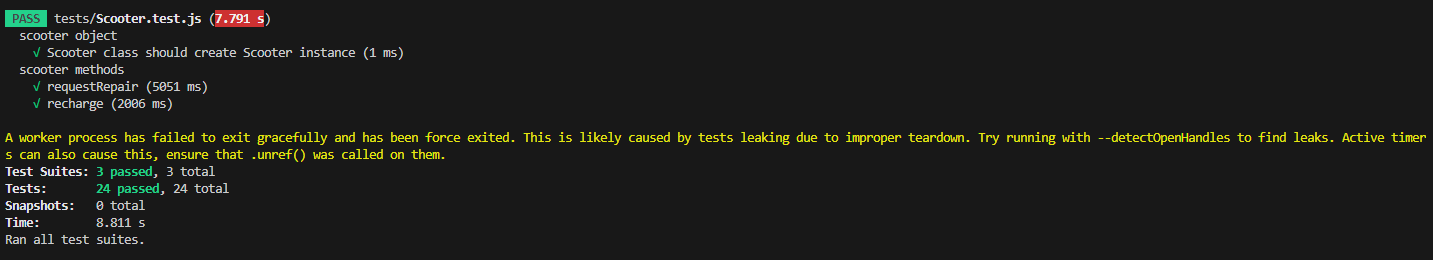 PASS tests/Scooter.test.js (7.791 s)
scooter object
√ Scooter class should create Scooter instance (1 ms)
scooter methods
√ requestRepair (5051 ms)
√ recharge (2006 ms)
A worker process has failed to exit gracefully and has been force exited. This is likely caused by tests leaking due to improper teardown. Try running with --detectOpenHandles to find leaks. Active timer
s can also cause this, ensure that .unref() was called on them.
Test Suites: 3 passed, 3 total
Tests: 24 passed, 24 total
Snapshots: 0 total
Time: 8.811 s
Ran all test suites.